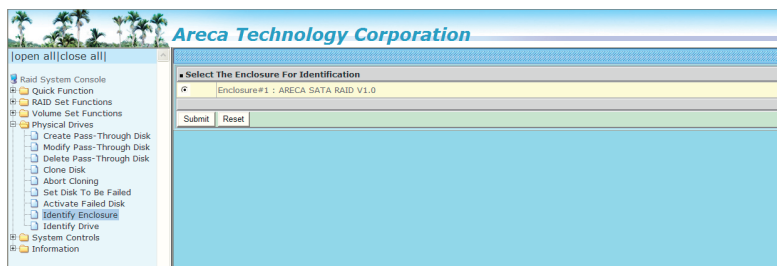 Areca Technology Corporation
|open all|close all|
Raid System Console
Quick Function
RAID Set Functions
Volume Set Functions
Physical Drives
Create Pass-Through Disk
Modify Pass-Through Disk
Delete Pass-Through Disk
Clone Disk
Abort Cloning
Set Disk To Be Failed
Activate Failed Disk
Identify Enclosure
Identify Drive
System Controls
Information
Select The Enclosure For Identification
Enclosure#1 : ARECA SATA RAID V1.0
Submit Reset